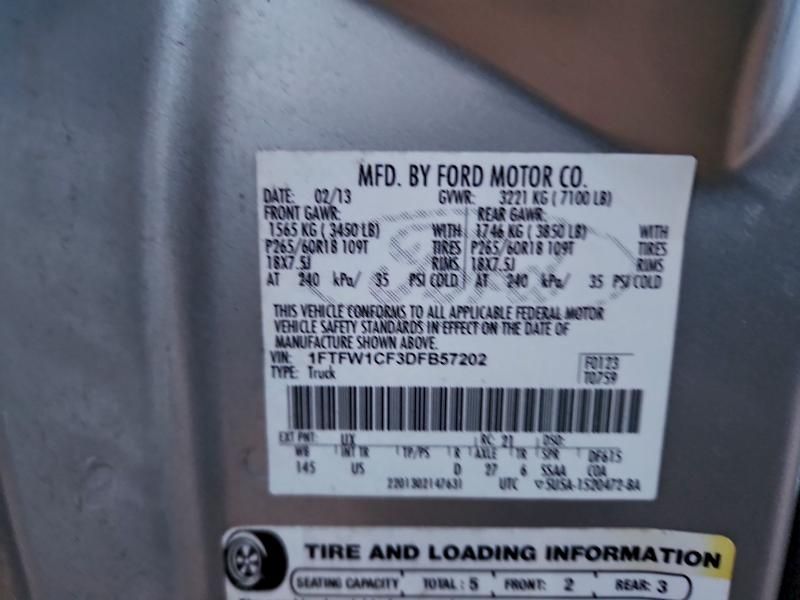 MFD. BY FORD MOTOR CO.
DATE: 02/13 GVWR: 3221 KG ( 7100 LB)
FRONT GAWR: REAR GAWR:
1565 KG ( 3450 LB) WITH 1746 KG ( 3850 LB) WITH
P265/60R18 109T TIRES P265/60R18 109T TIRES
18X7.5J RIMS 18X7.5J RIMS
AT 240 kPa/ 35 PSI COLD AT 240 kPa/ 35 PSI COLD
THIS VEHICLE CONFORMS TO ALL APPLICABLE FEDERAL MOTOR
VEHICLE SAFETY STANDARDS IN EFFECT ON THE DATE OF
MANUFACTURE SHOWN ABOVE.
VIN: 1FTFW1CF3DFB57202 F0123
TYPE: Truck T0759
EXT PNT: UX RC: 21 DSO:
WB INT TR TP/PS R AXLE TR SPR DF615
145 US D 27 6 SSAA COA
2201302147631 UTC 5U5A-1520472-BA
TIRE AND LOADING INFORMATION
SEATING CAPACITY TOTAL : 5 FRONT: 2 REAR: 3